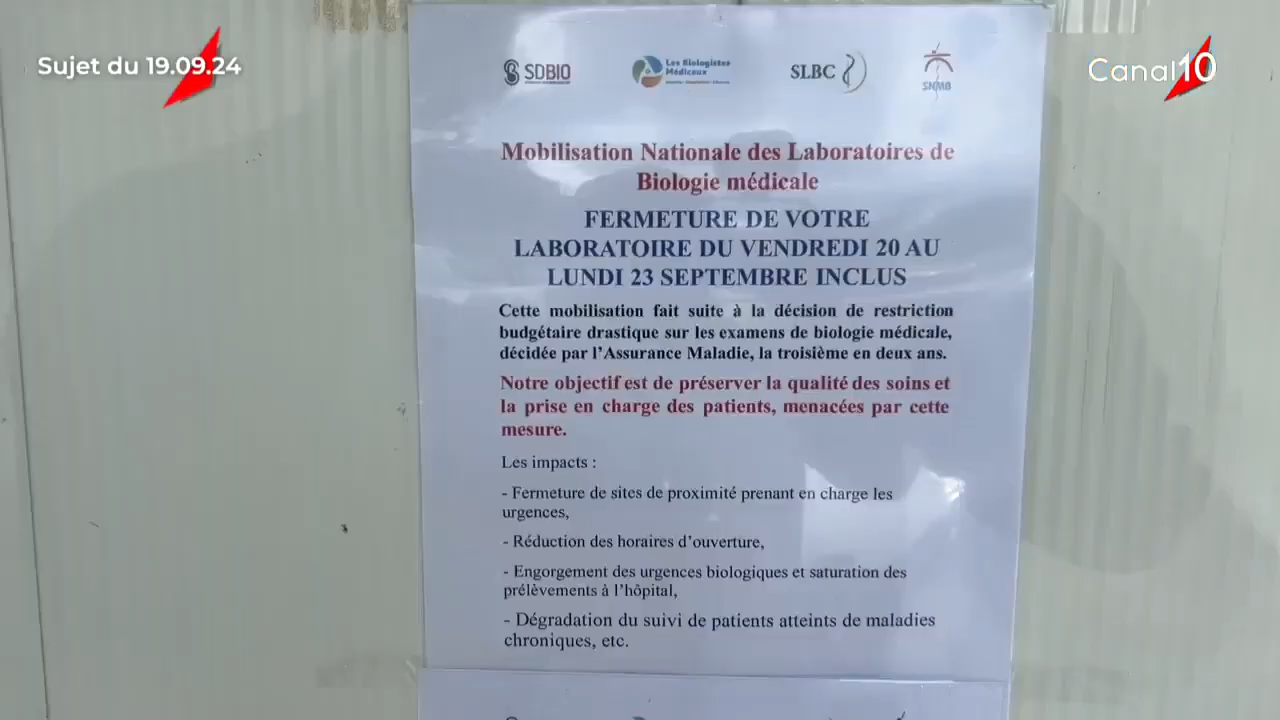 Sujet du 19.09.24
Canal10
SDBIO
Les Biologistes
Médicaux
SLBC
SNMB
Mobilisation Nationale des Laboratoires de
Biologie médicale
FERMETURE DE VOTRE
LABORATOIRE DU VENDREDI 20 AU
LUNDI 23 SEPTEMBRE INCLUS
Cette mobilisation fait suite à la décision de restriction
budgétaire drastique sur les examens de biologie médicale,
décidée par l'Assurance Maladie, la troisième en deux ans.
Notre objectif est de préserver la qualité des soins et
la prise en charge des patients, menacées par cette
mesure.
Les impacts :
- Fermeture de sites de proximité prenant en charge les
urgences,
- Réduction des horaires d'ouverture,
- Engorgement des urgences biologiques et saturation des
prélèvements à l'hôpital,
- Dégradation du suivi de patients atteints de maladies
chroniques, etc.